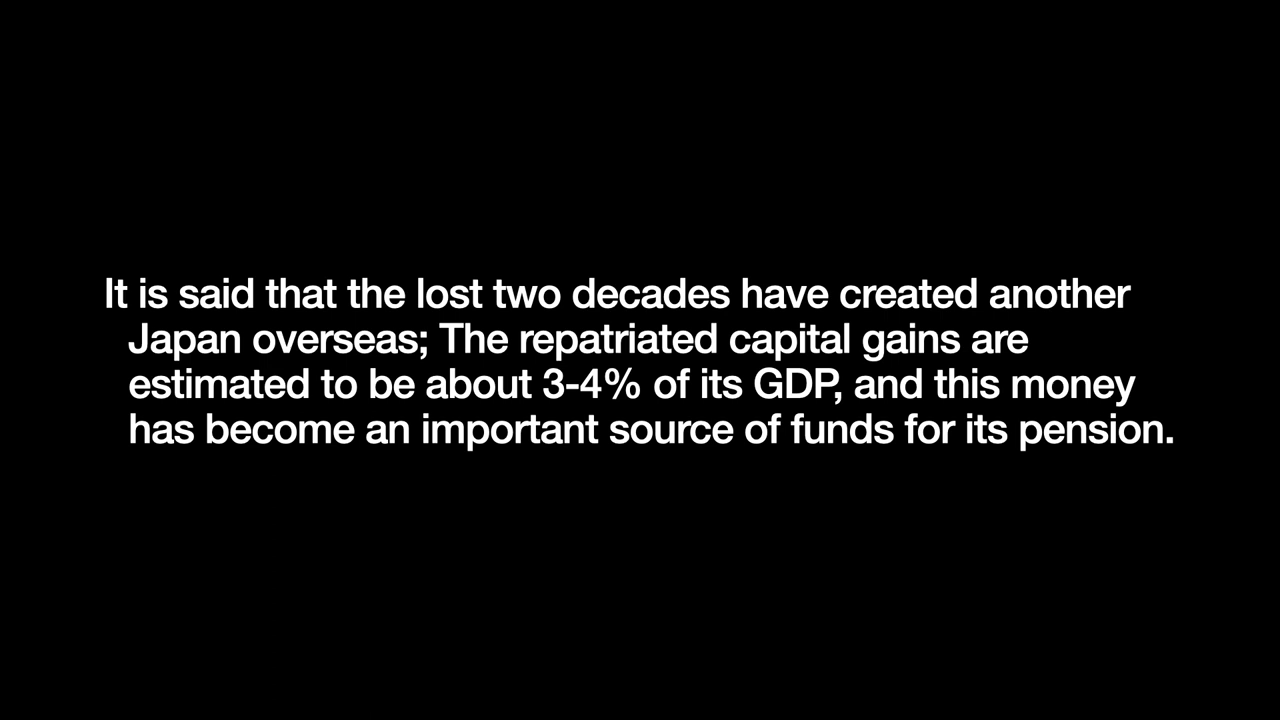 It is said that the lost two decades have created another
Japan overseas; The repatriated capital gains are
estimated to be about 3-4% of its GDP, and this money
has become an important source of funds for its pension.